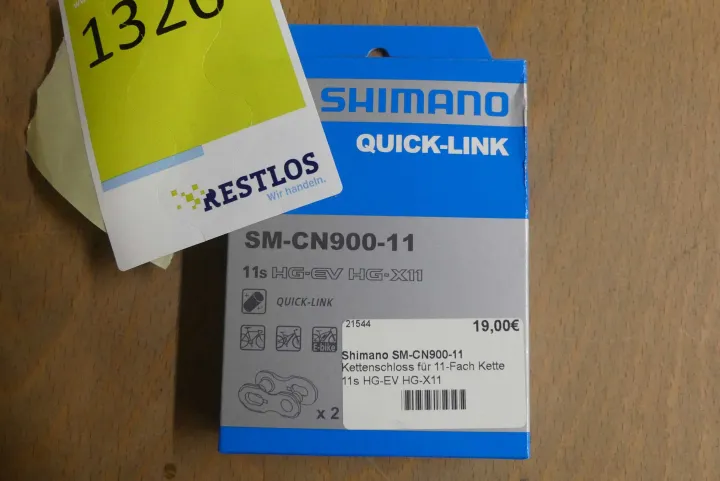 1320
RESTLOS
Wir handeln.
SHIMANO
QUICK-LINK
SM-CN900-11
11s HG-EV HG-X11
QUICK-LINK
E-bike
x 2
21544
19,00€
Shimano SM-CN900-11
Kettenschloss für 11-Fach Kette
11s HG-EV HG-X11